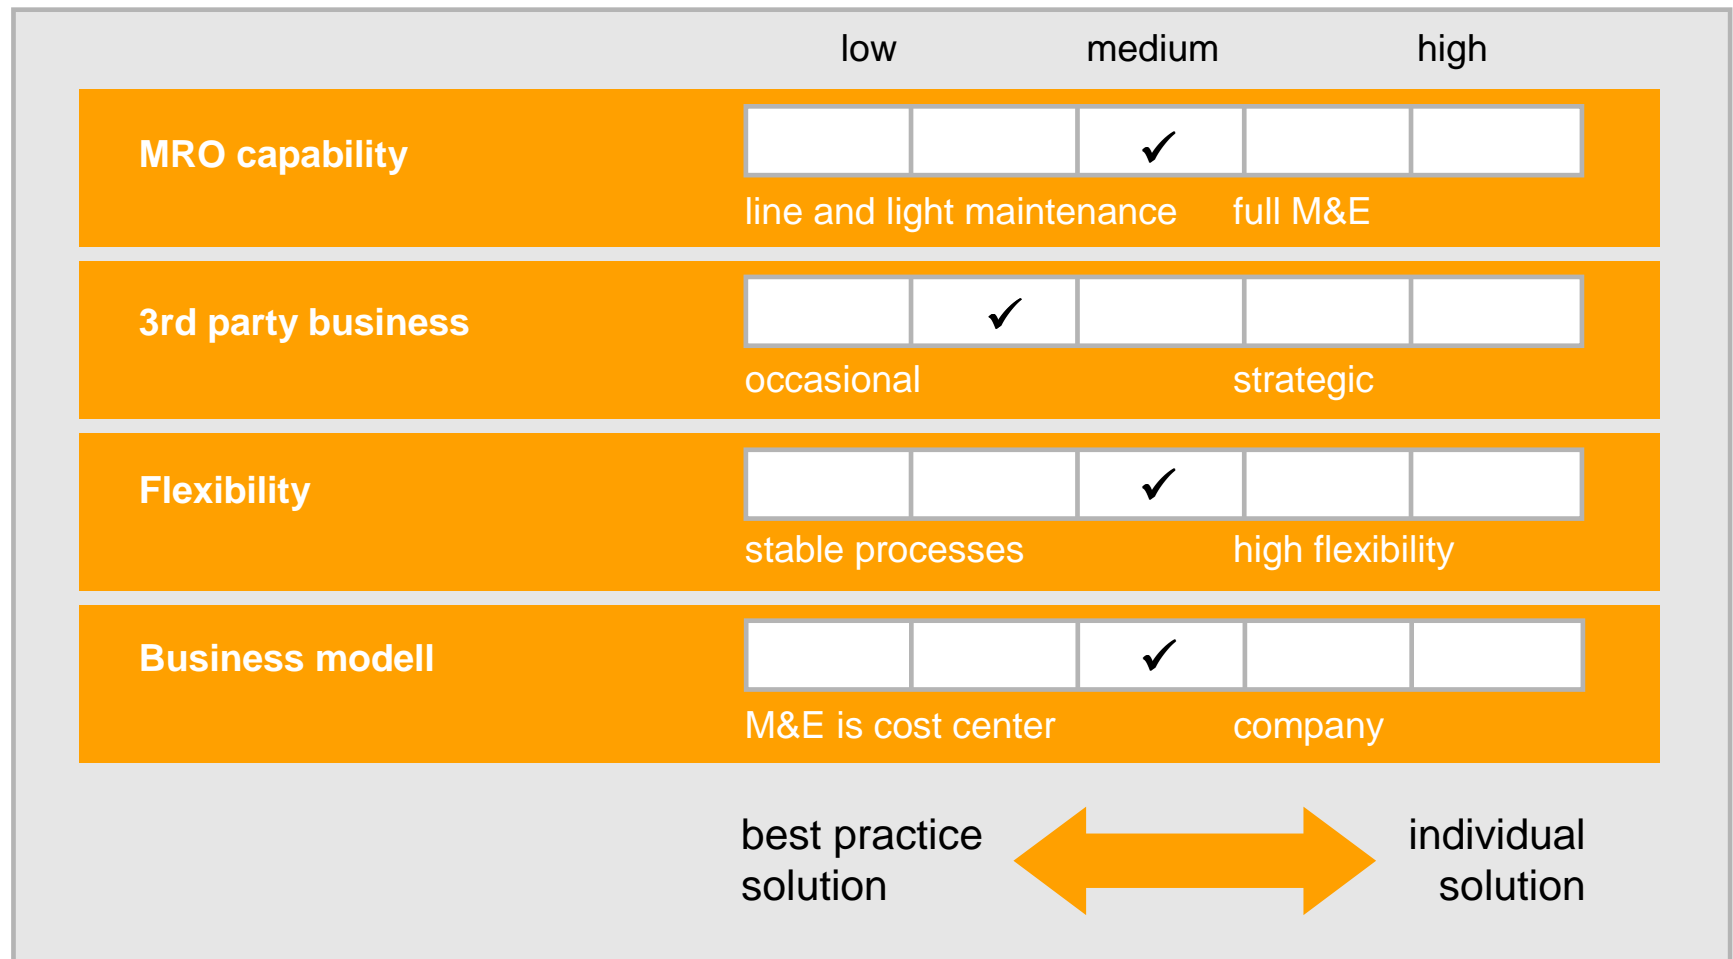 low medium high
MRO capability
✓
line and light maintenance full M&E
3rd party business
✓
occasional strategic
Flexibility
✓
stable processes high flexibility
Business modell
✓
M&E is cost center company
best practice individual
solution solution